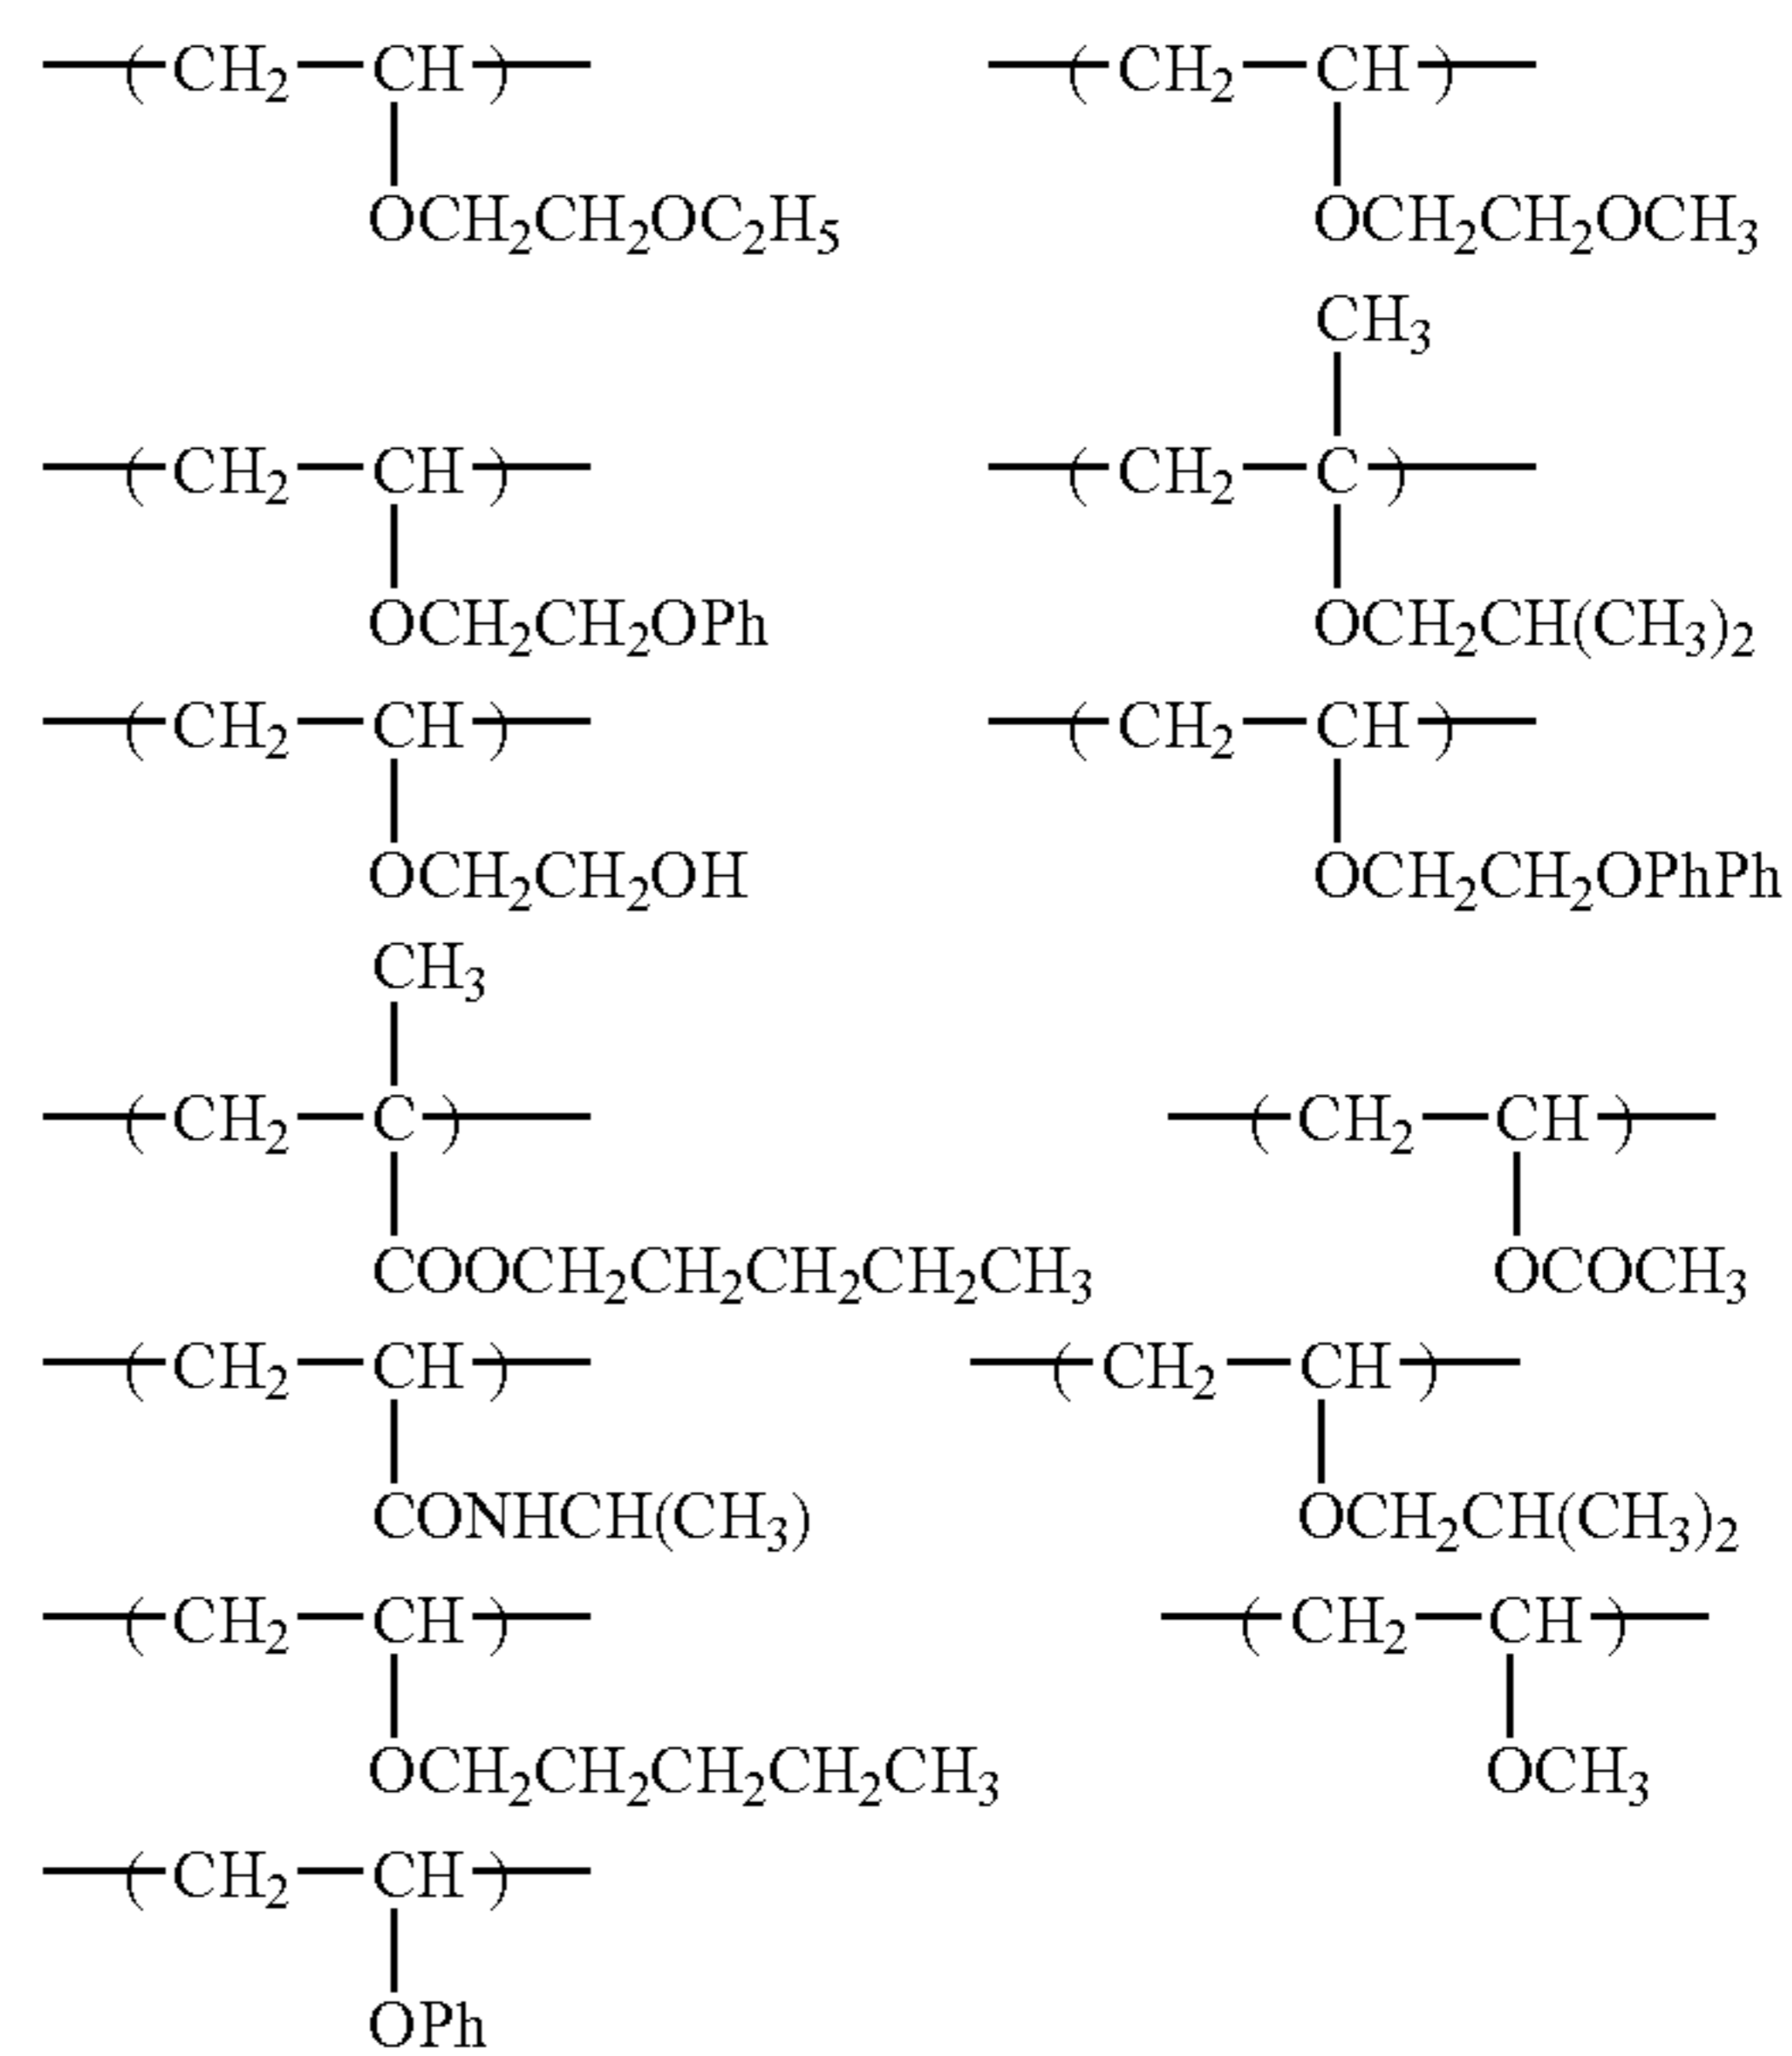 —(CH₂—CH)— —(CH₂—CH)—
OCH₂CH₂OC₂H₅ OCH₂CH₂OCH₃
CH₃
—(CH₂—CH)— —(CH₂—C)—
OCH₂CH₂OPh OCH₂CH(CH₃)₂
—(CH₂—CH)— —(CH₂—CH)—
OCH₂CH₂OH OCH₂CH₂OPhPh
CH₃
—(CH₂—C)— —(CH₂—CH)—
COOCH₂CH₂CH₂CH₂CH₃ OCOCH₃
—(CH₂—CH)— —(CH₂—CH)—
CONHCH(CH₃) OCH₂CH(CH₃)₂
—(CH₂—CH)— —(CH₂—CH)—
OCH₂CH₂CH₂CH₂CH₃ OCH₃
—(CH₂—CH)—
OPh